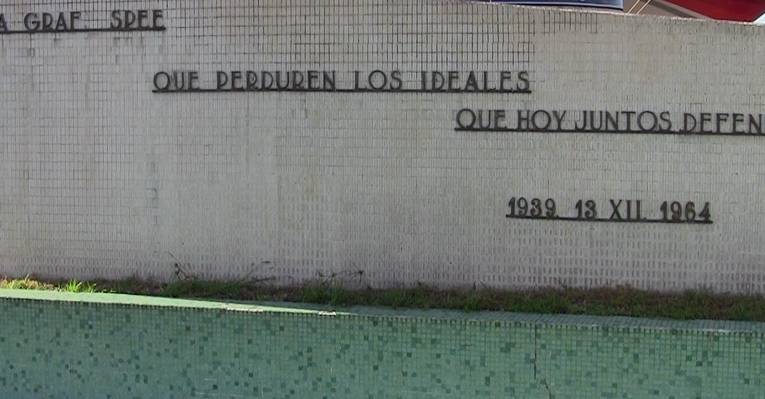 A GRAF SPEE
QUE PERDUREN LOS IDEALES
QUE HOY JUNTOS DEFEN
1939 13 XII 1964